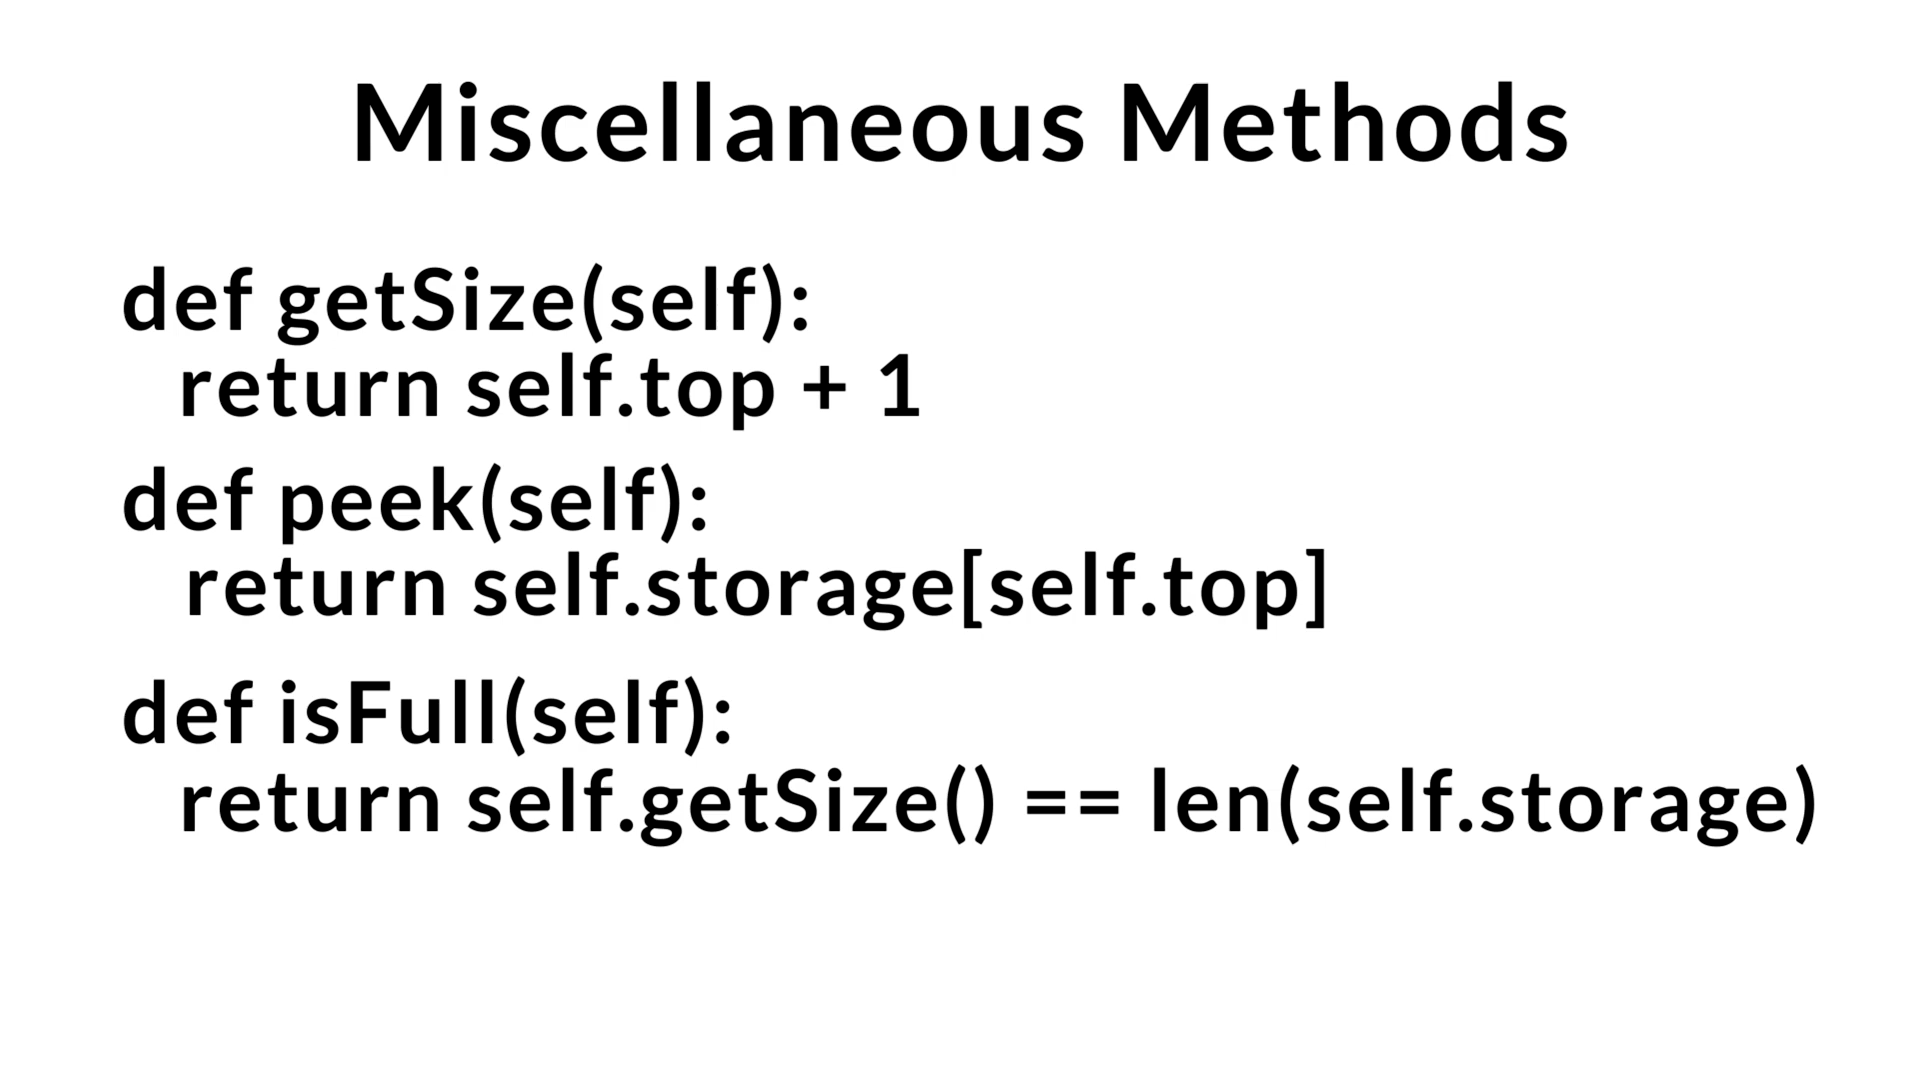 Miscellaneous Methods
def getSize(self):
return self.top + 1
def peek(self):
return self.storage[self.top]
def isFull(self):
return self.getSize() == len(self.storage)